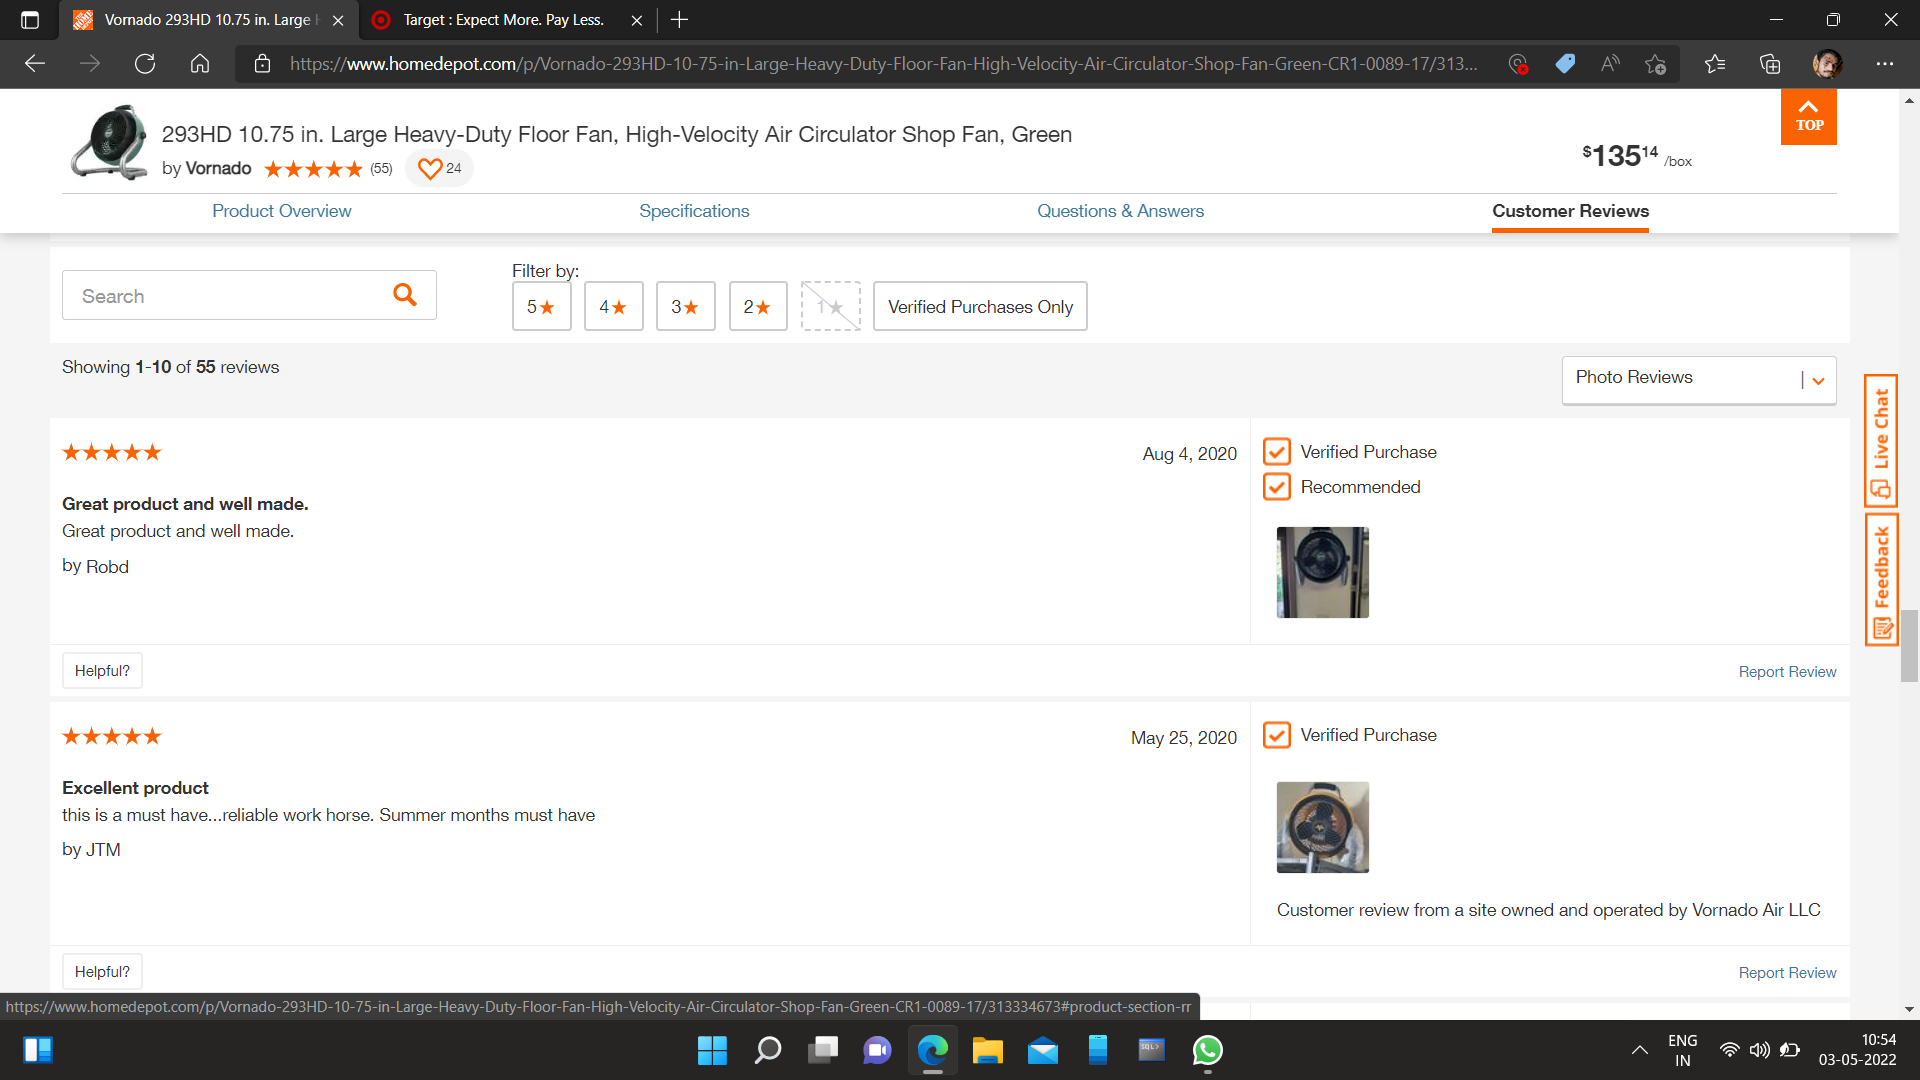 Vornado 293HD 10.75 in. Large H
Target : Expect More. Pay Less.
https://www.homedepot.com/p/Vornado-293HD-10-75-in-Large-Heavy-Duty-Floor-Fan-High-Velocity-Air-Circulator-Shop-Fan-Green-CR1-0089-17/313...
293HD 10.75 in. Large Heavy-Duty Floor Fan, High-Velocity Air Circulator Shop Fan, Green
by Vornado (55) 24
$13514 /box
TOP
Product Overview
Specifications
Questions & Answers
Customer Reviews
Search
Filter by:
5★ 4★ 3★ 2★ 1★ Verified Purchases Only
Showing 1-10 of 55 reviews
Photo Reviews
Live Chat
Feedback
Aug 4, 2020
Verified Purchase
Recommended
Great product and well made.
Great product and well made.
by Robd
Helpful?
Report Review
May 25, 2020
Verified Purchase
Excellent product
this is a must have...reliable work horse. Summer months must have
by JTM
Customer review from a site owned and operated by Vornado Air LLC
Helpful?
Report Review
https://www.homedepot.com/p/Vornado-293HD-10-75-in-Large-Heavy-Duty-Floor-Fan-High-Velocity-Air-Circulator-Shop-Fan-Green-CR1-0089-17/313334673#product-section-rr
SQL>
ENG
IN
10:54
03-05-2022